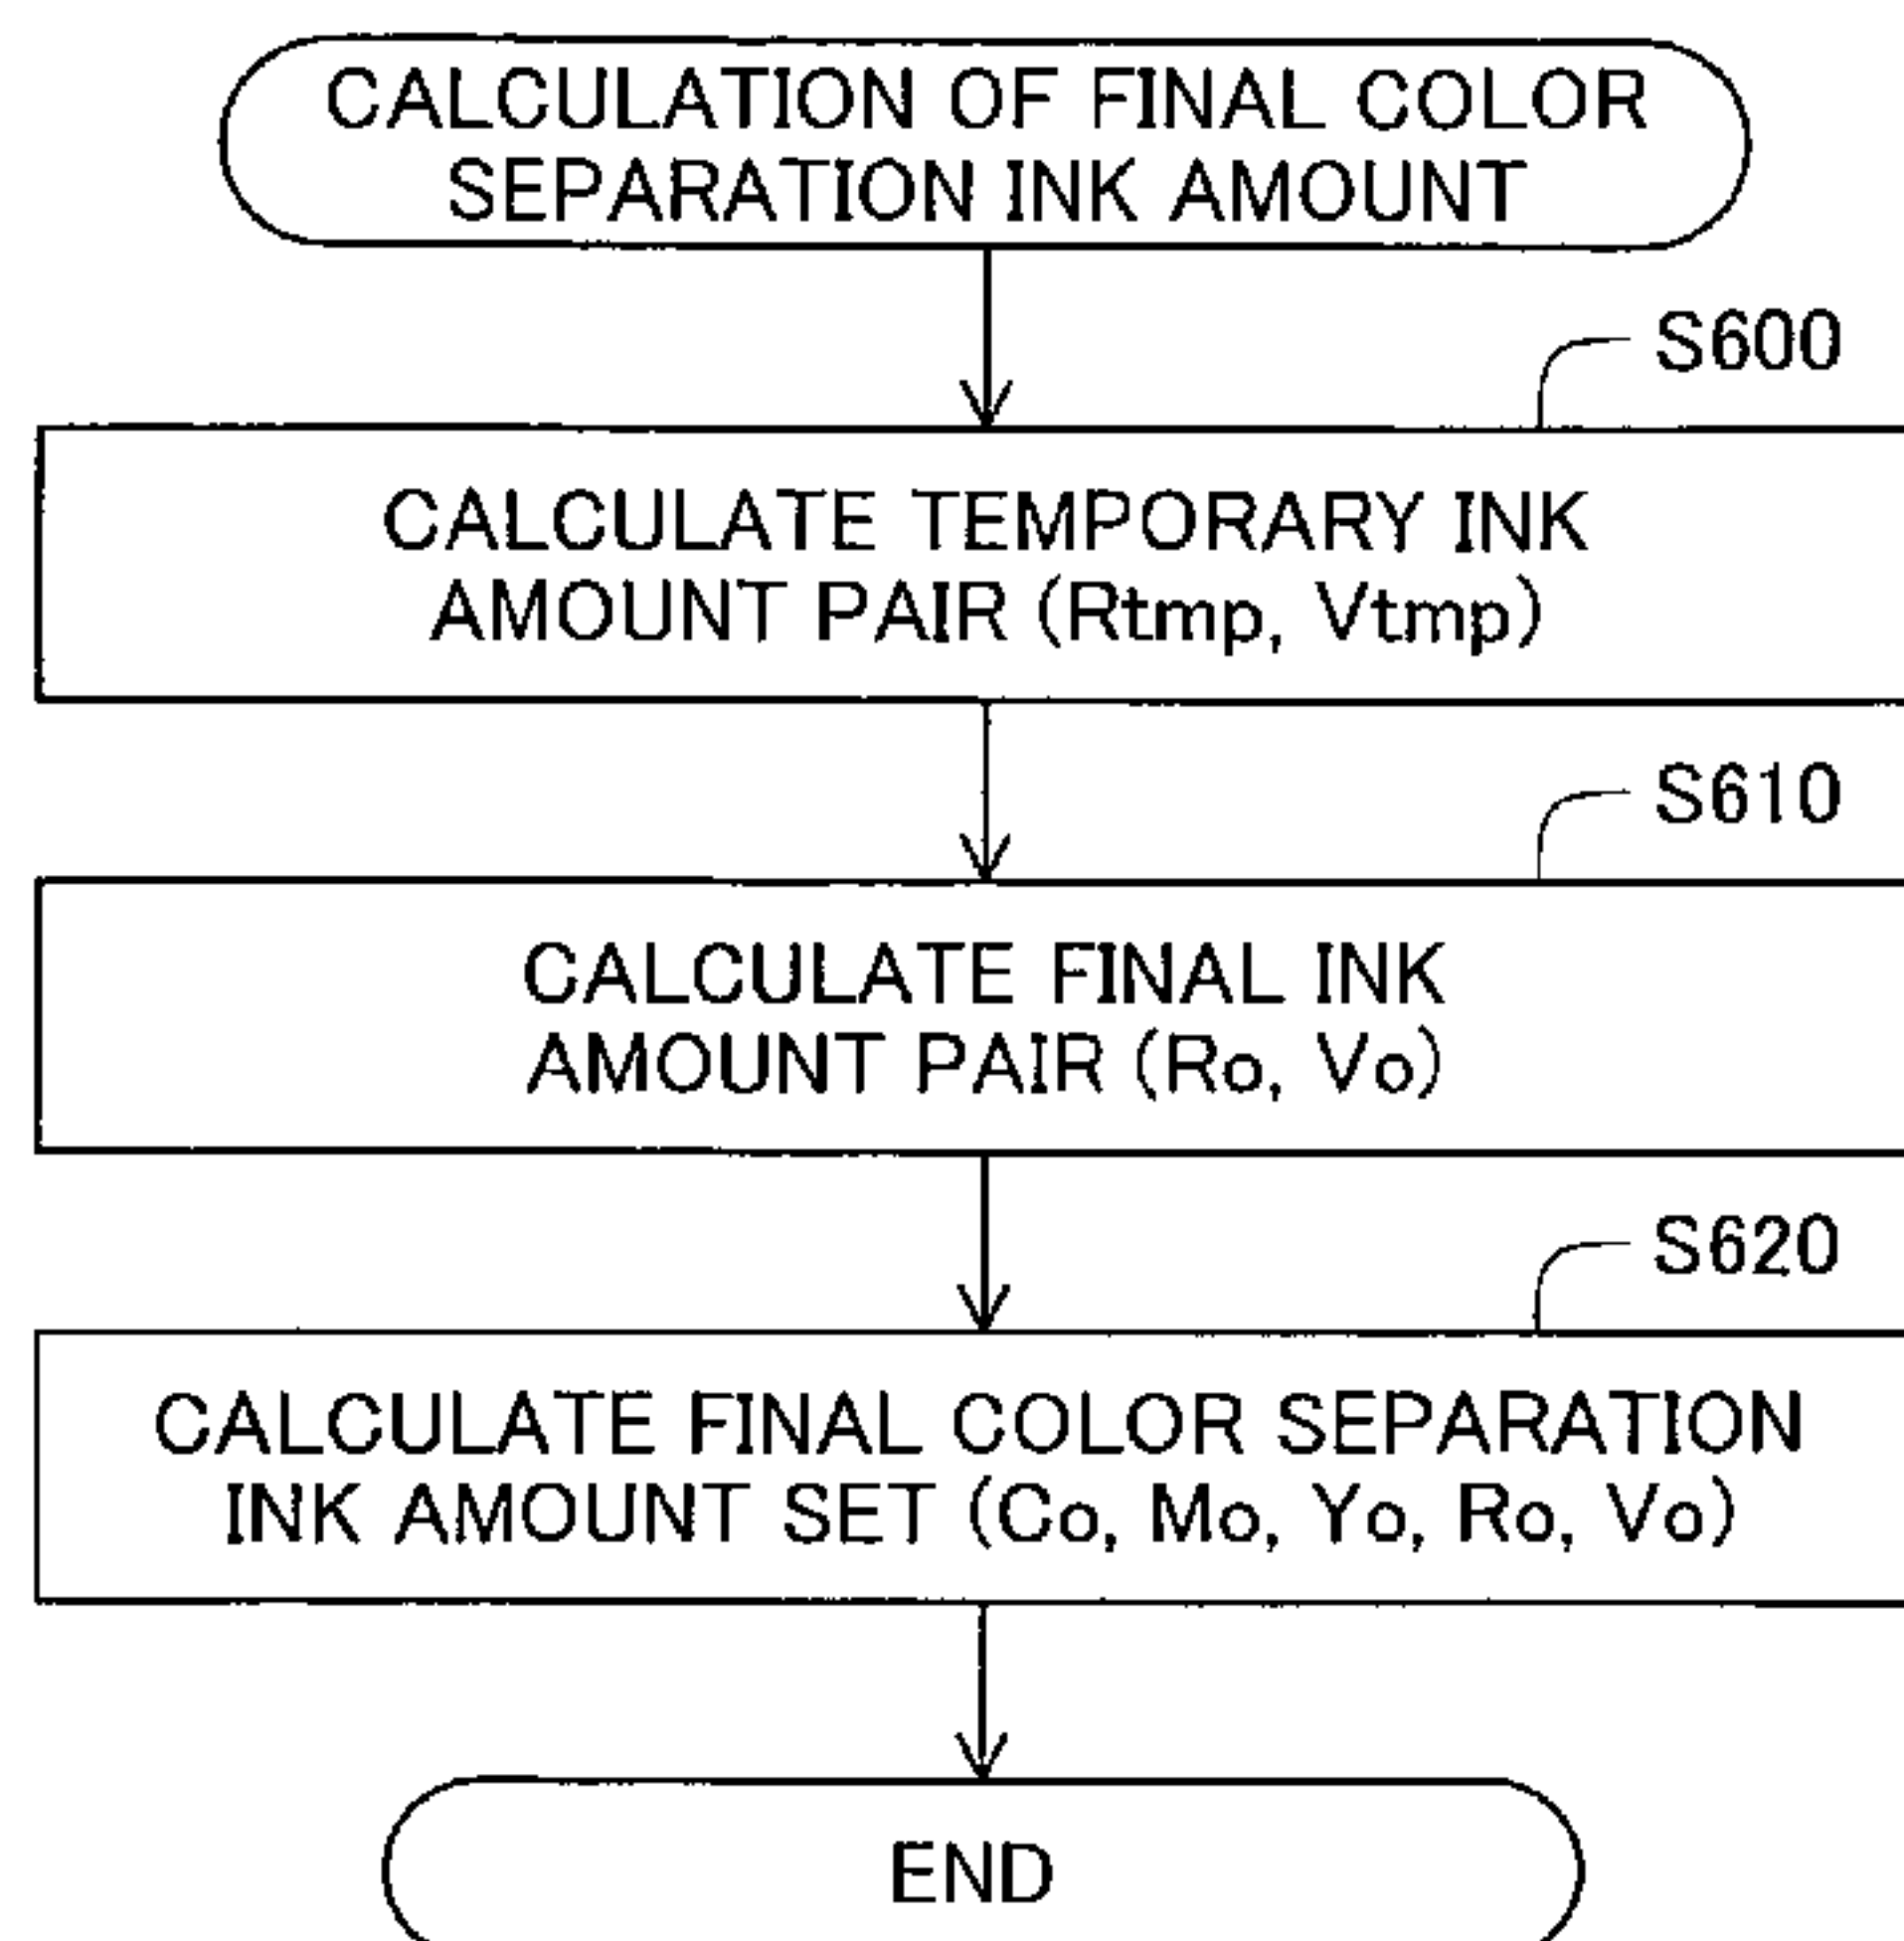 CALCULATION OF FINAL COLOR
SEPARATION INK AMOUNT
S600
CALCULATE TEMPORARY INK
AMOUNT PAIR (Rtmp, Vtmp)
S610
CALCULATE FINAL INK
AMOUNT PAIR (Ro, Vo)
S620
CALCULATE FINAL COLOR SEPARATION
INK AMOUNT SET (Co, Mo, Yo, Ro, Vo)
END